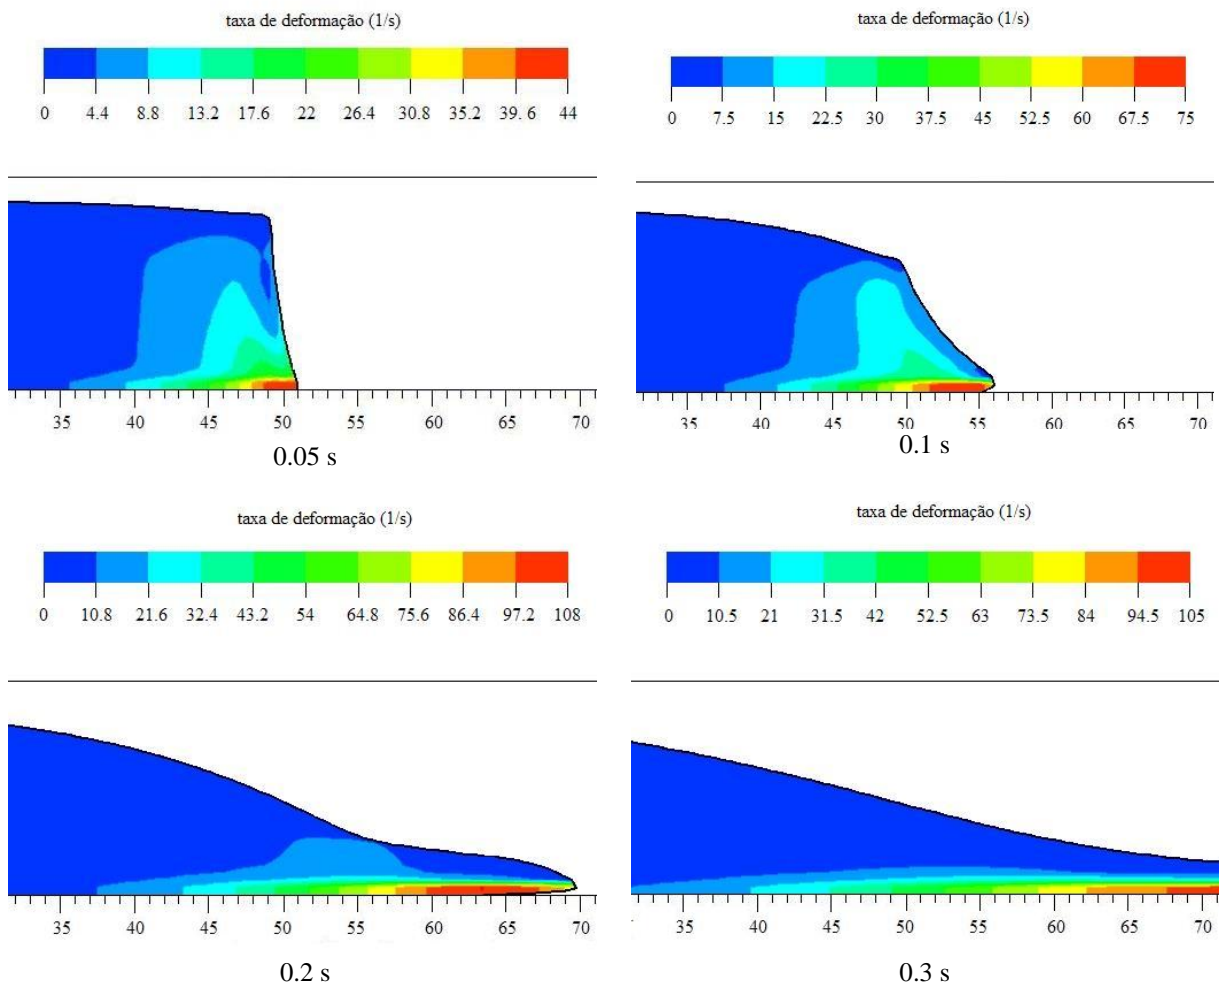 taxa de deformação (1/s)
0 4.4 8.8 13.2 17.6 22 26.4 30.8 35.2 39. 6 44
35 40 45 50 55 60 65 70
0.05 s
taxa de deformação (1/s)
0 7.5 15 22.5 30 37.5 45 52.5 60 67.5 75
35 40 45 50 55 60 65 70
0.1 s
taxa de deformação (1/s)
0 10.8 21.6 32.4 43.2 54 64.8 75.6 86.4 97.2 108
35 40 45 50 55 60 65 70
0.2 s
taxa de deformação (1/s)
0 10.5 21 31.5 42 52.5 63 73.5 84 94.5 105
35 40 45 50 55 60 65 70
0.3 s